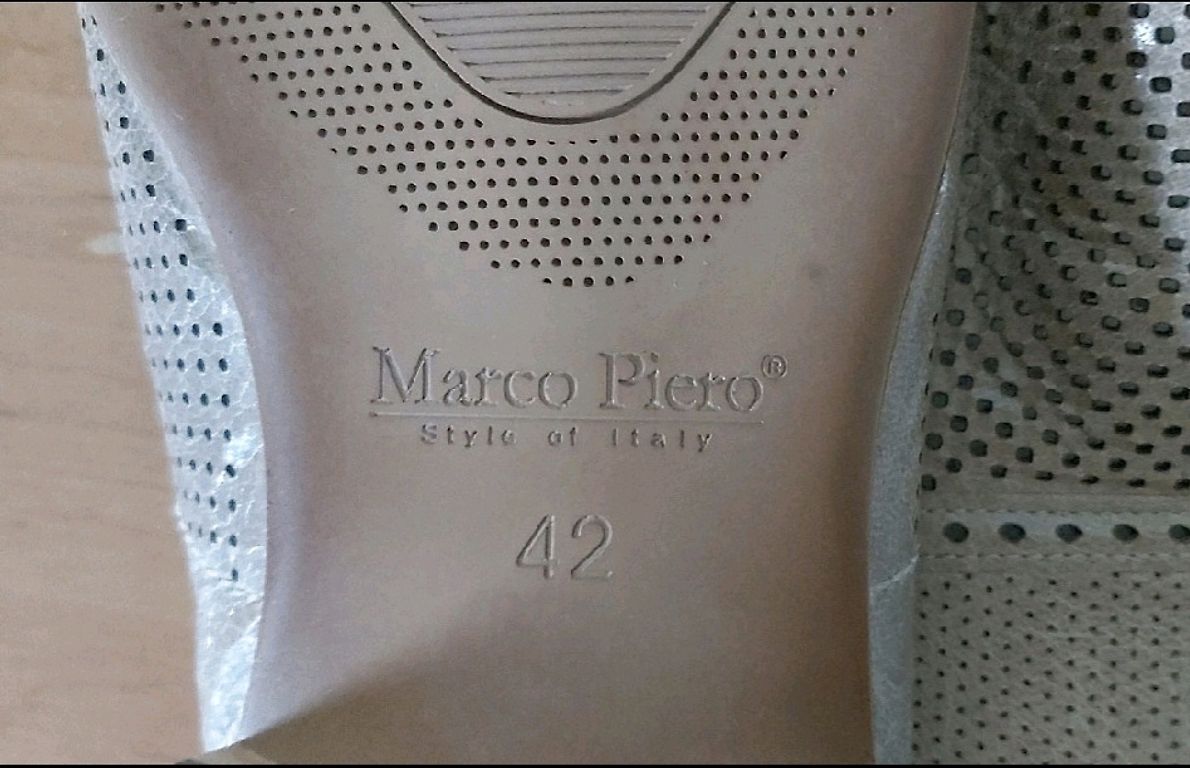 Marco Piero®
Style of Italy
42